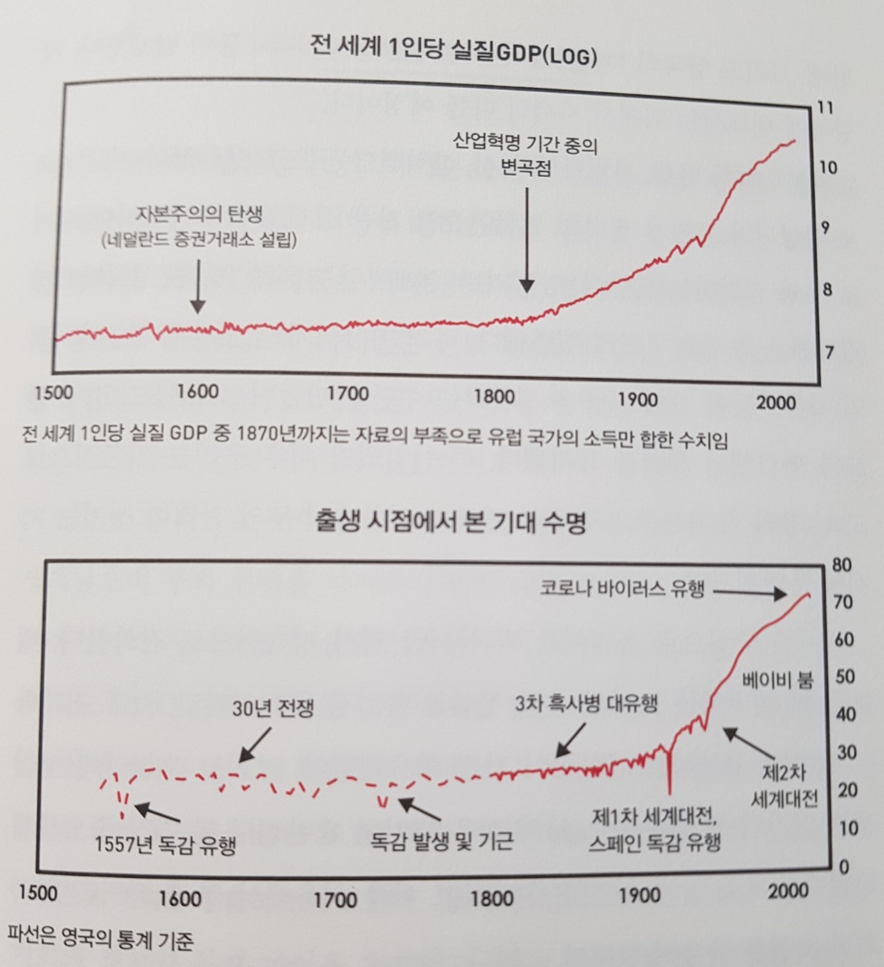 전 세계 1인당 실질GDP(LOG)
11
산업혁명 기간 중의
변곡점
10
자본주의의 탄생
(네덜란드 증권거래소 설립)
9
8
7
1500 1600 1700 1800 1900 2000
전 세계 1인당 실질 GDP 중 1870년까지는 자료의 부족으로 유럽 국가의 소득만 합한 수치임
출생 시점에서 본 기대 수명
80
코로나 바이러스 유행
70
60
베이비 붐
50
30년 전쟁
3차 흑사병 대유행
40
30
제2차
세계대전
20
1557년 독감 유행
독감 발생 및 기근
제1차 세계대전,
스페인 독감 유행
10
0
1500 1600 1700 1800 1900 2000
파선은 영국의 통계 기준